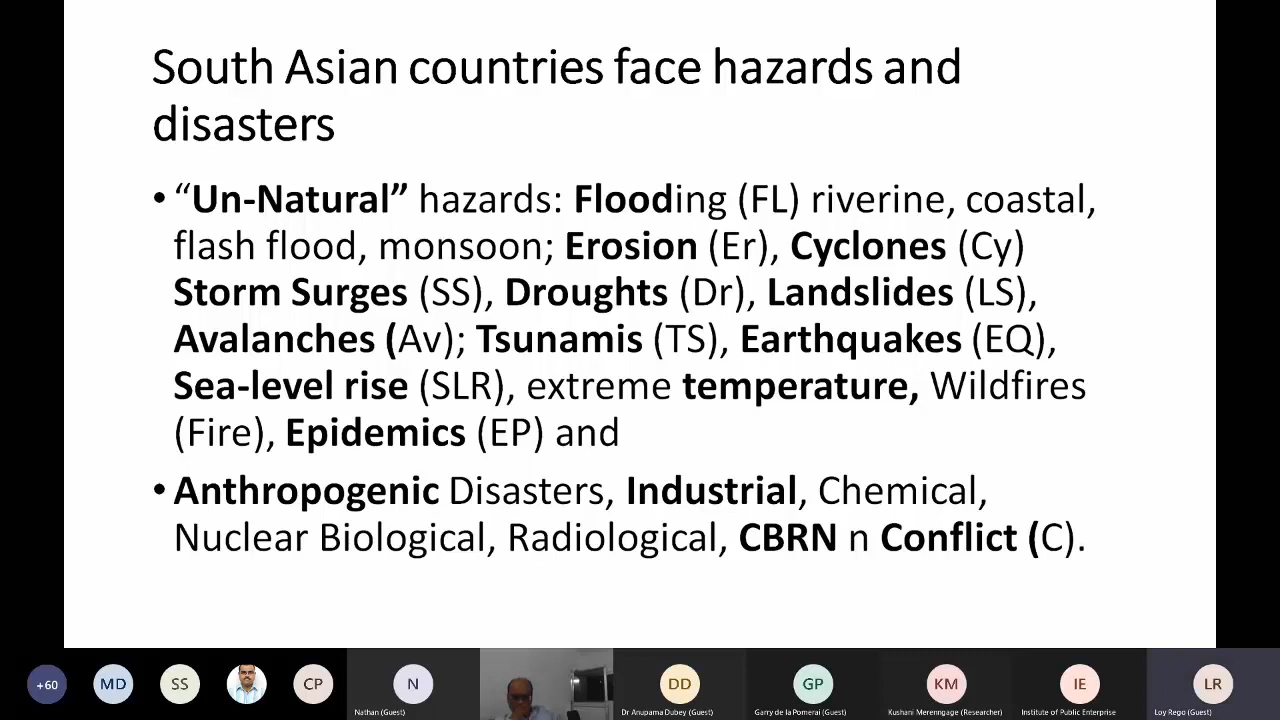 South Asian countries face hazards and
disasters
• “Un-Natural” hazards: Flooding (FL) riverine, coastal,
flash flood, monsoon; Erosion (Er), Cyclones (Cy)
Storm Surges (SS), Droughts (Dr), Landslides (LS),
Avalanches (Av); Tsunamis (TS), Earthquakes (EQ),
Sea-level rise (SLR), extreme temperature, Wildfires
(Fire), Epidemics (EP) and
• Anthropogenic Disasters, Industrial, Chemical,
Nuclear Biological, Radiological, CBRN n Conflict (C).
+60 MD SS CP N DD GP KM IE LR
Nathan (Guest) Dr Anupama Dubey (Guest) Garry de la Pomerai (Guest) Kushani Merenngage (Researcher) Institute of Public Enterprise Loy Rego (Guest)